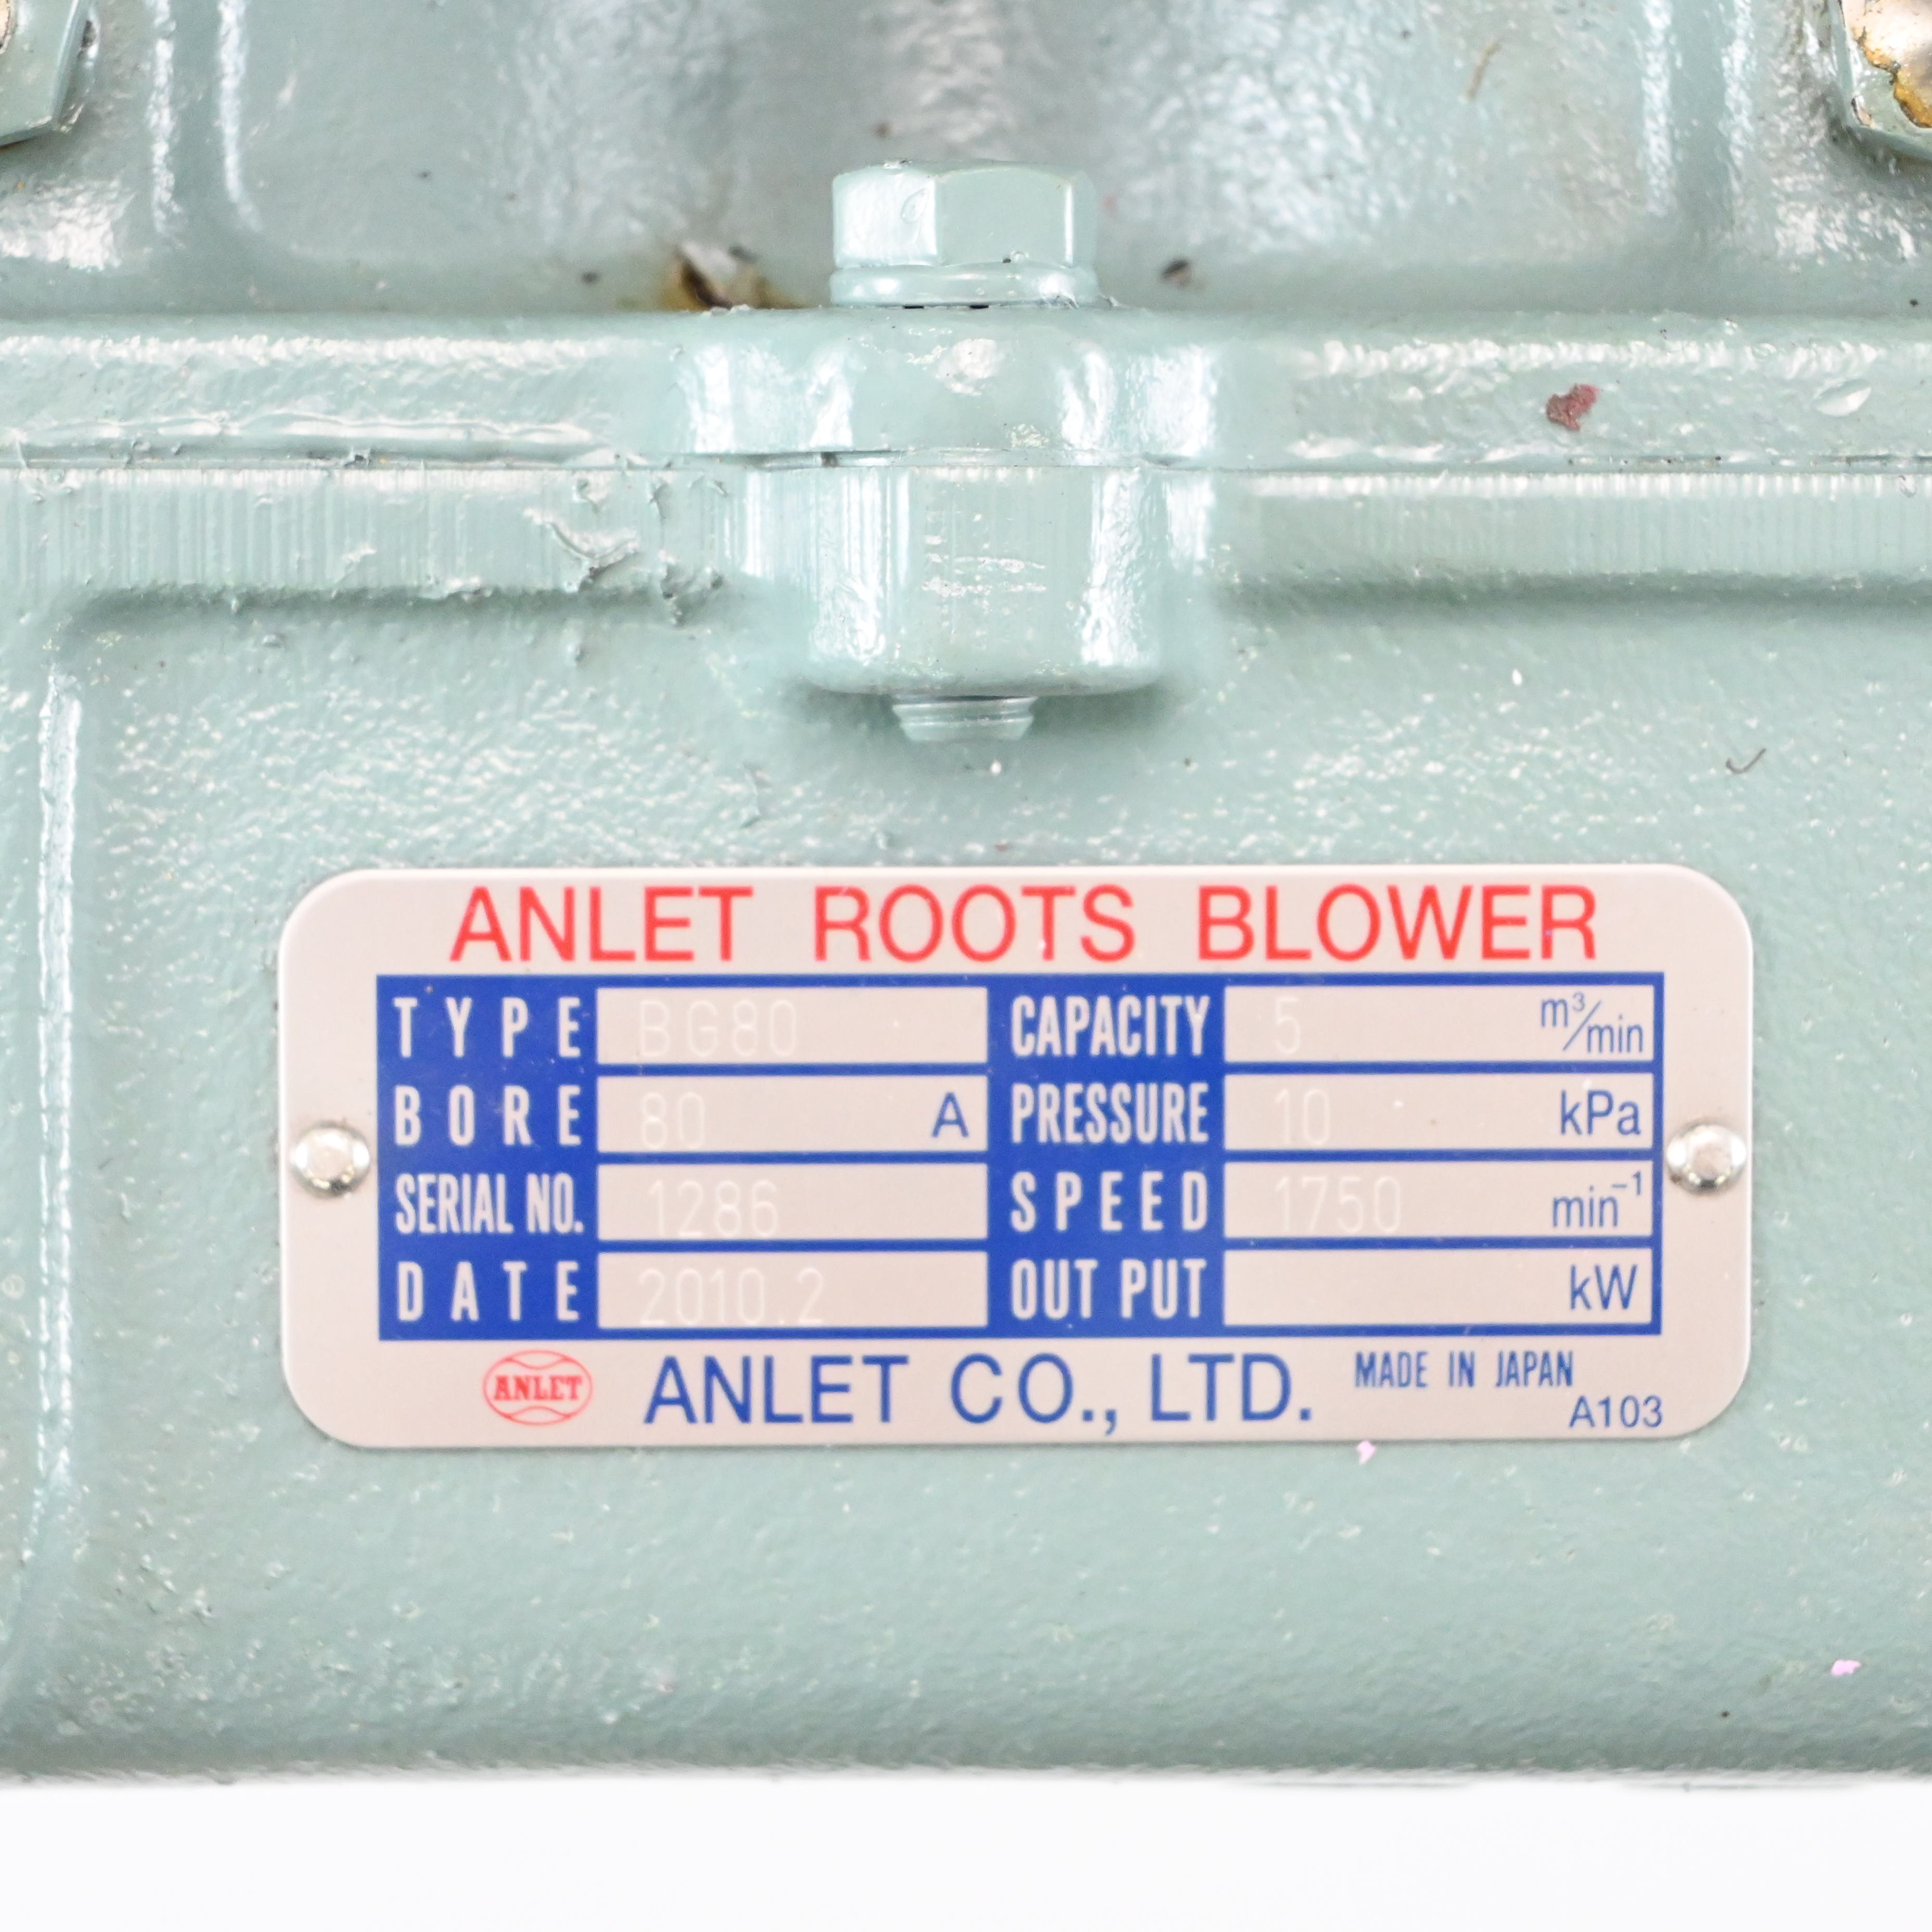 ANLET ROOTS BLOWER
TYPE BG80 CAPACITY 5 m³/min
BORE 80 A PRESSURE 10 kPa
SERIAL NO. 1286 SPEED 1750 min⁻¹
DATE 2010.2 OUT PUT kW
ANLET ANLET CO., LTD. MADE IN JAPAN
A103